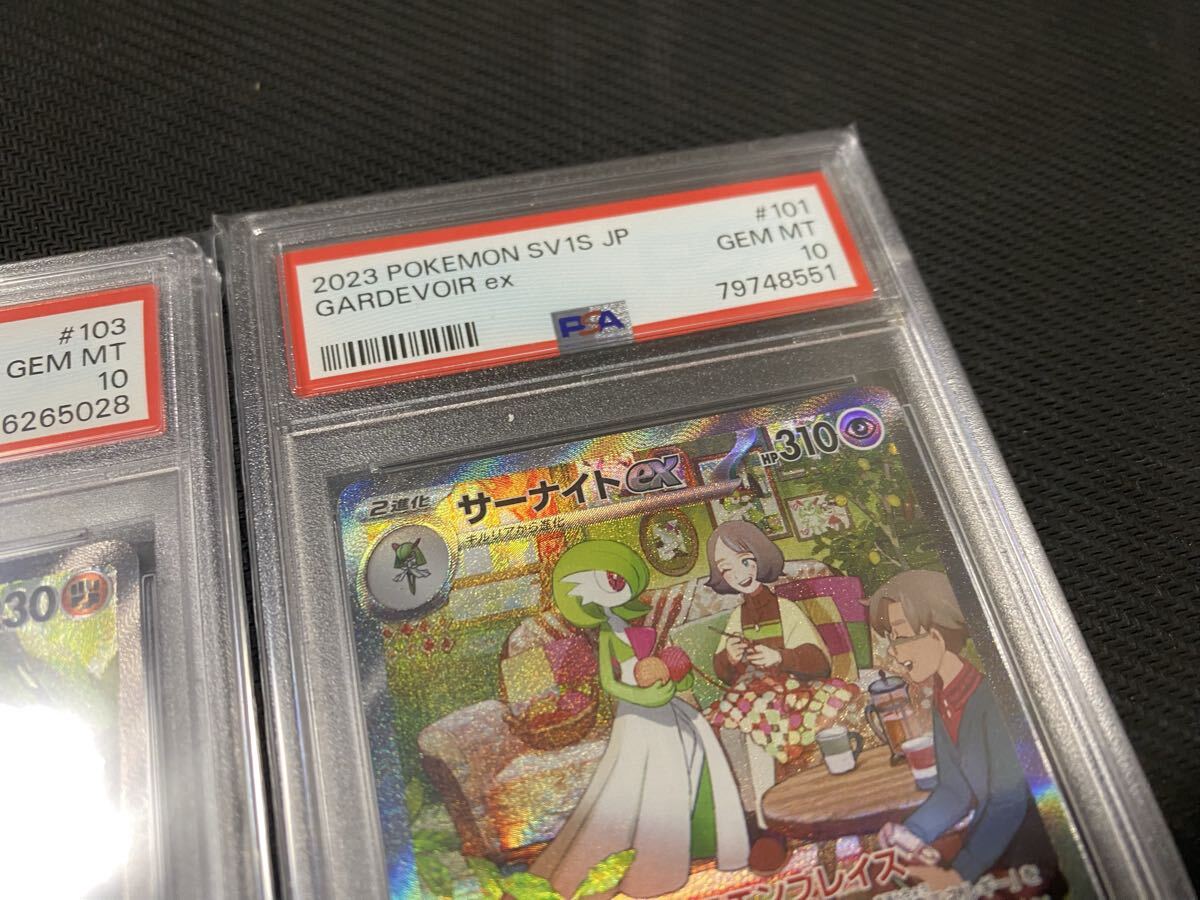 #103
GEM MT
10
6265028
30
2023 POKEMON SV1S JP
#101
GARDEVOIR ex
GEM MT
10
PSA
79748551
2進化
サーナイトex
HP310
キルリアから進化